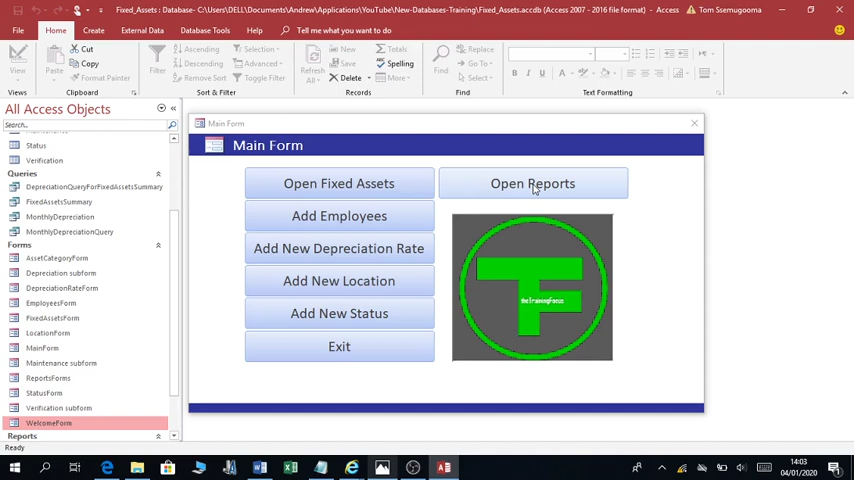 Fixed_Assets : Database- C:\Users\DELL\Documents\Andrew\Applications\YouTube\New-Databases-Training\Fixed_Assets.accdb (Access 2007 - 2016 file format) - Access
Tom Ssemugooma
File Home Create External Data Database Tools Help Tell me what you want to do
View
Views
Paste
Cut
Copy
Format Painter
Clipboard
Filter
Ascending
Descending
Remove Sort
Selection
Advanced
Toggle Filter
Sort & Filter
Refresh All
New
Save
Delete
Totals
Spelling
More
Records
Find
Replace
Go To
Select
Find
B I U
A
Text Formatting
All Access Objects
Search...
Status
Verification
Queries
DepreciationQueryForFixedAssetsSummary
FixedAssetsSummary
MonthlyDepreciation
MonthlyDepreciationQuery
Forms
AssetCategoryForm
Depreciation subform
DepreciationRateForm
EmployeesForm
FixedAssetsForm
LocationForm
MainForm
Maintenance subform
ReportsForms
StatusForm
Verification subform
WelcomeForm
Reports
Main Form
Main Form
Open Fixed Assets
Open Reports
Add Employees
Add New Depreciation Rate
Add New Location
Add New Status
Exit
theTrainingFocus
Ready
14:03
04/01/2020